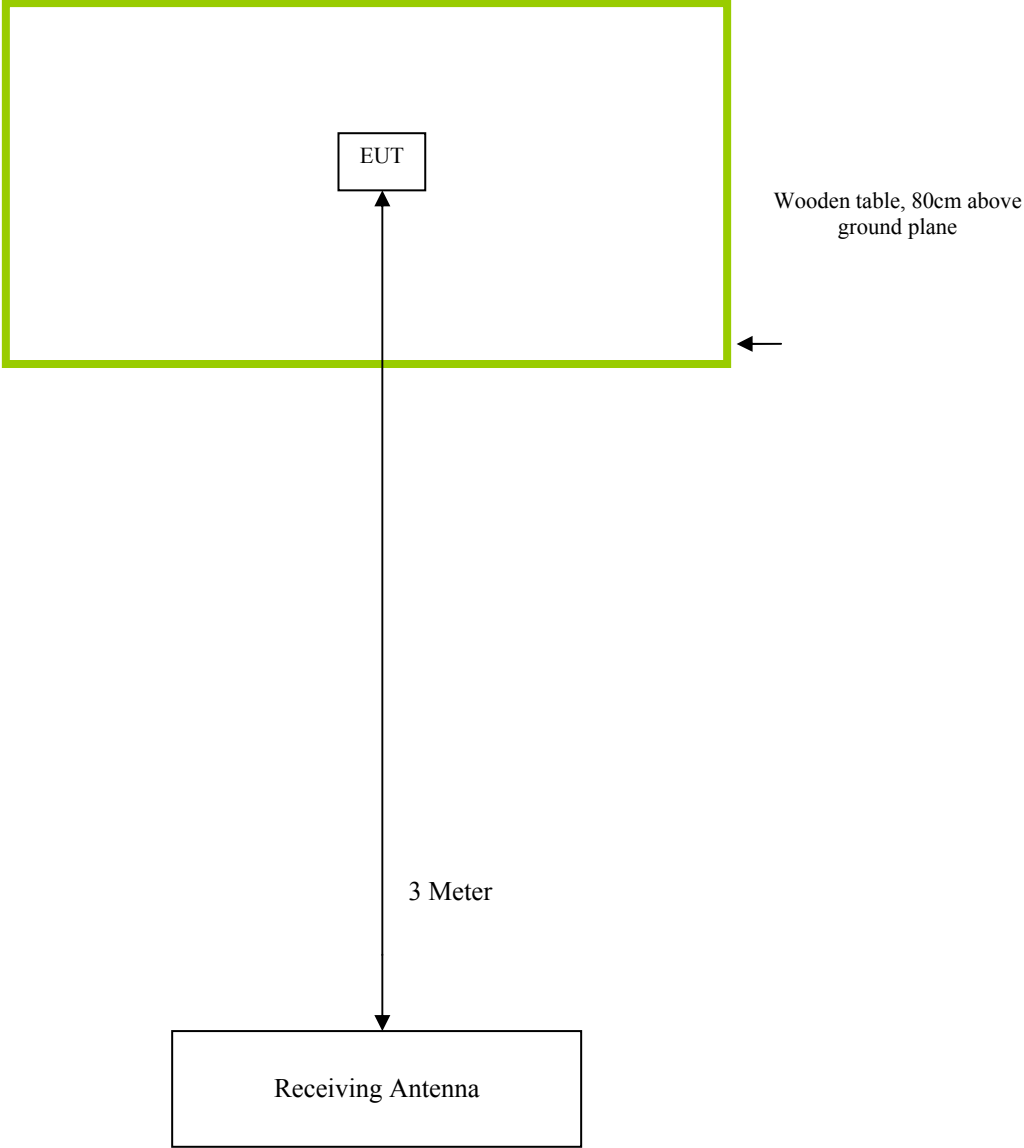 EUT
Wooden table, 80cm above
ground plane
3 Meter
Receiving Antenna